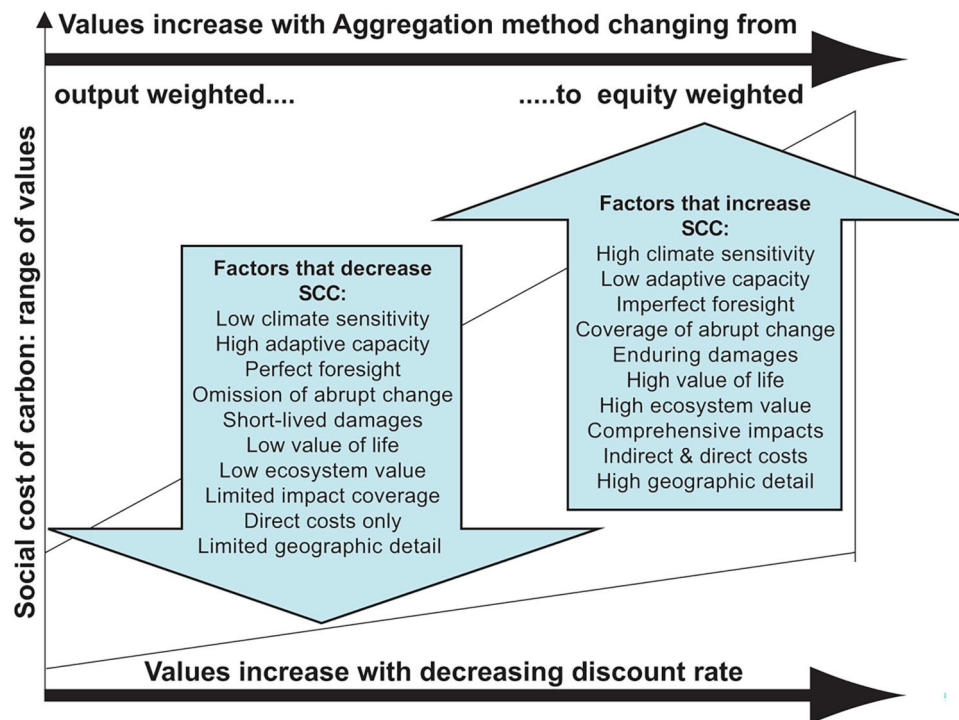 Values increase with Aggregation method changing from
output weighted....
.....to equity weighted
Social cost of carbon: range of values
Factors that decrease
SCC:
Low climate sensitivity
High adaptive capacity
Perfect foresight
Omission of abrupt change
Short-lived damages
Low value of life
Low ecosystem value
Limited impact coverage
Direct costs only
Limited geographic detail
Factors that increase
SCC:
High climate sensitivity
Low adaptive capacity
Imperfect foresight
Coverage of abrupt change
Enduring damages
High value of life
High ecosystem value
Comprehensive impacts
Indirect & direct costs
High geographic detail
Values increase with decreasing discount rate